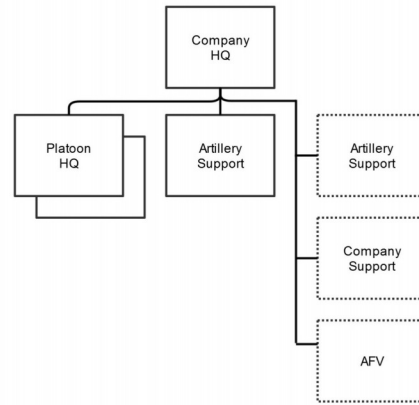 Company
HQ
Platoon
HQ
Artillery
Support
Artillery
Support
Company
Support
AFV